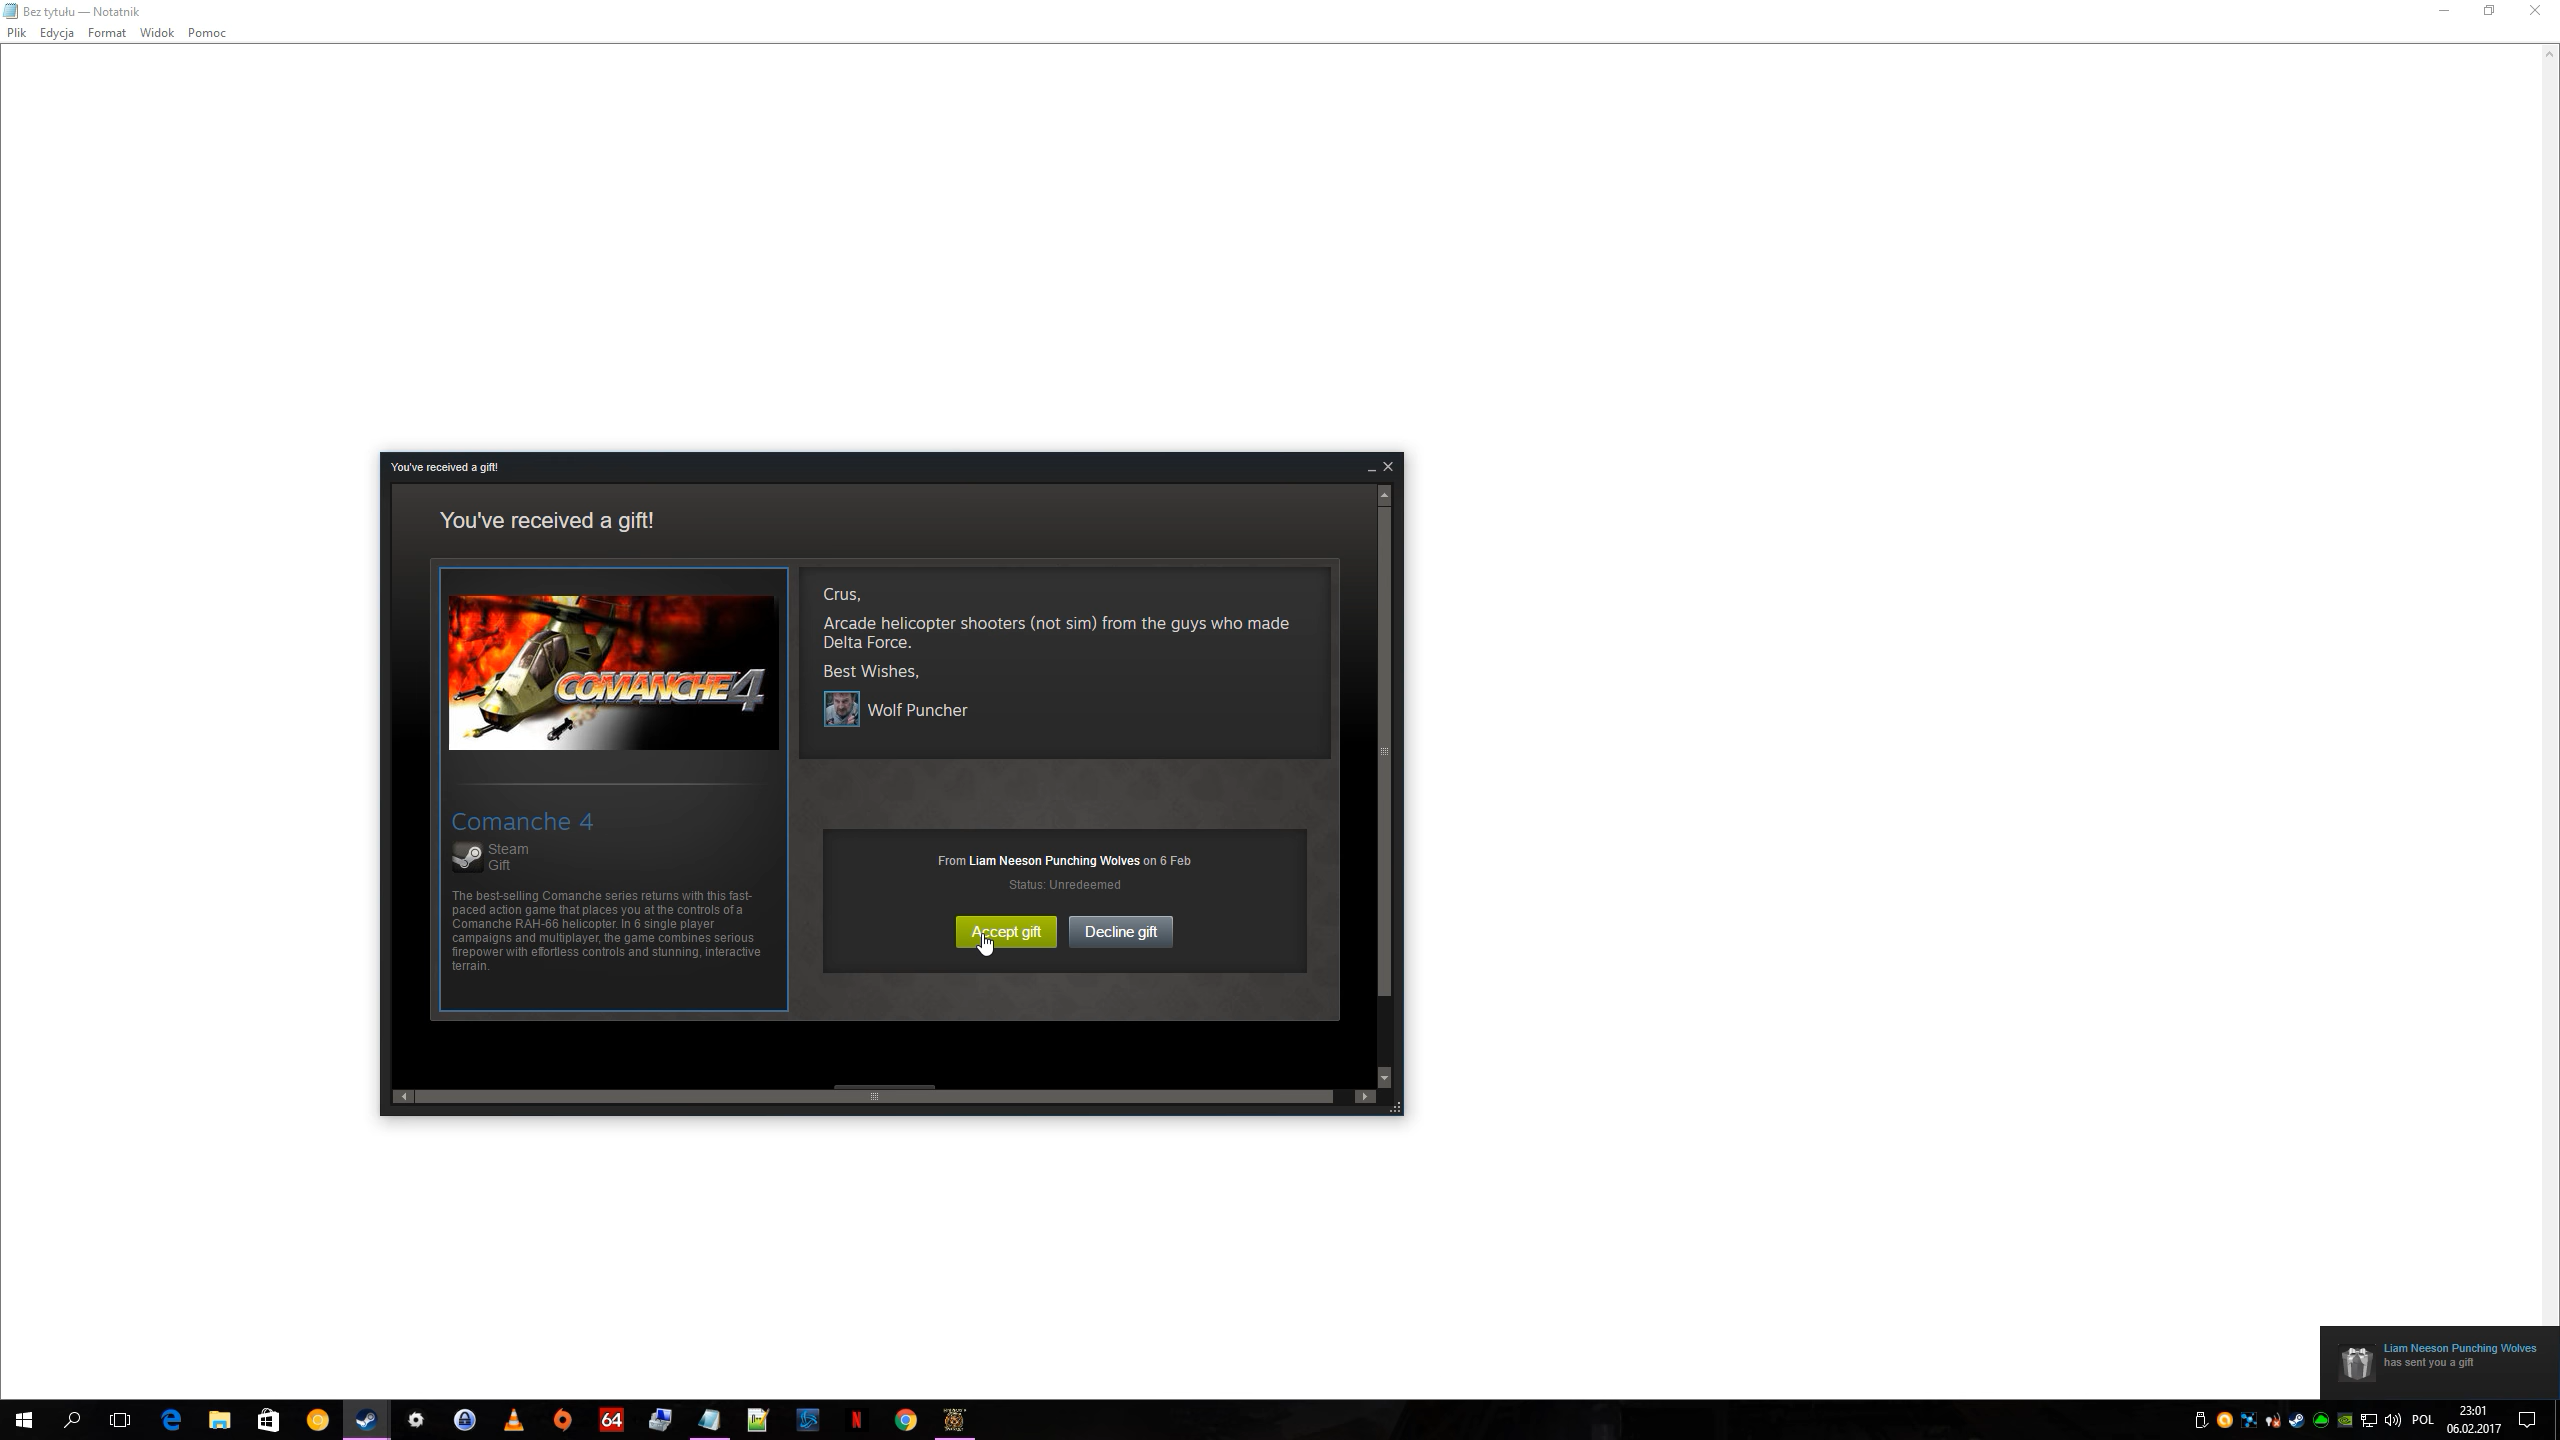 Bez tytułu — Notatnik
Plik Edycja Format Widok Pomoc
You've received a gift!
You've received a gift!
COMANCHE 4
Crus,
Arcade helicopter shooters (not sim) from the guys who made
Delta Force.
Best Wishes,
Wolf Puncher
Comanche 4
Steam
Gift
The best-selling Comanche series returns with this fast-
paced action game that places you at the controls of a
Comanche RAH-66 helicopter. In 6 single player
campaigns and multiplayer, the game combines serious
firepower with effortless controls and stunning, interactive
terrain.
From Liam Neeson Punching Wolves on 6 Feb
Status: Unredeemed
Accept gift Decline gift
Liam Neeson Punching Wolves
has sent you a gift
64
N
POL
23:01
06.02.2017